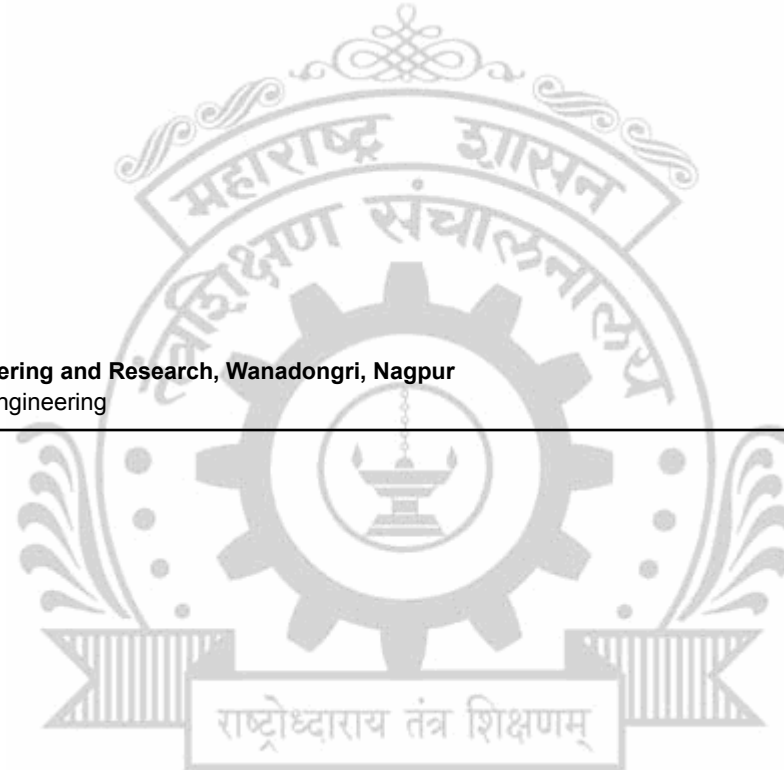 महाराष्ट्र शासन
तंत्रशिक्षण संचालनालय
ering and Research, Wanadongri, Nagpur
ngineering
राष्ट्रोध्दाराय तंत्र शिक्षणम्